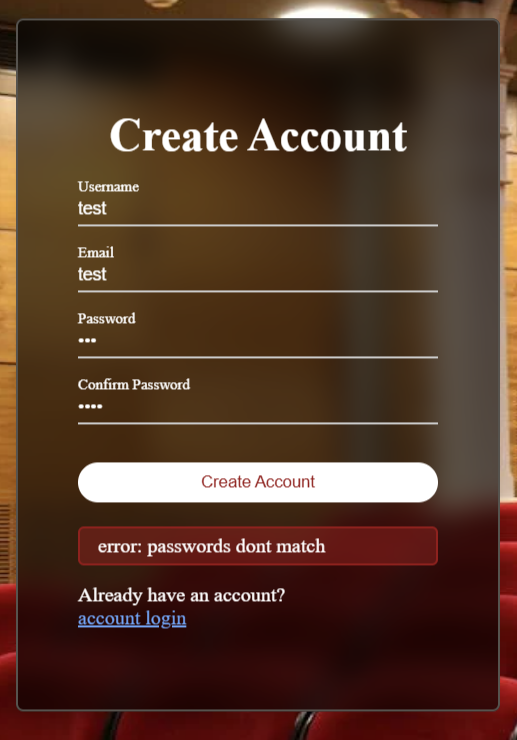 Create Account
Username
test
Email
test
Password
•••
Confirm Password
••••
Create Account
error: passwords dont match
Already have an account?
account login